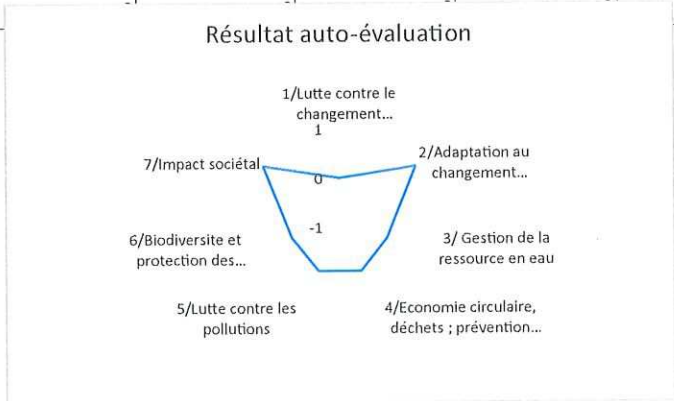 Résultat auto-évaluation
1/Lutte contre le
changement...
1
7/Impact sociétal
2/Adaptation au
changement...
0
-1
6/Biodiversite et
protection des...
3/ Gestion de la
ressource en eau
5/Lutte contre les
pollutions
4/Economie circulaire,
déchets ; prévention...